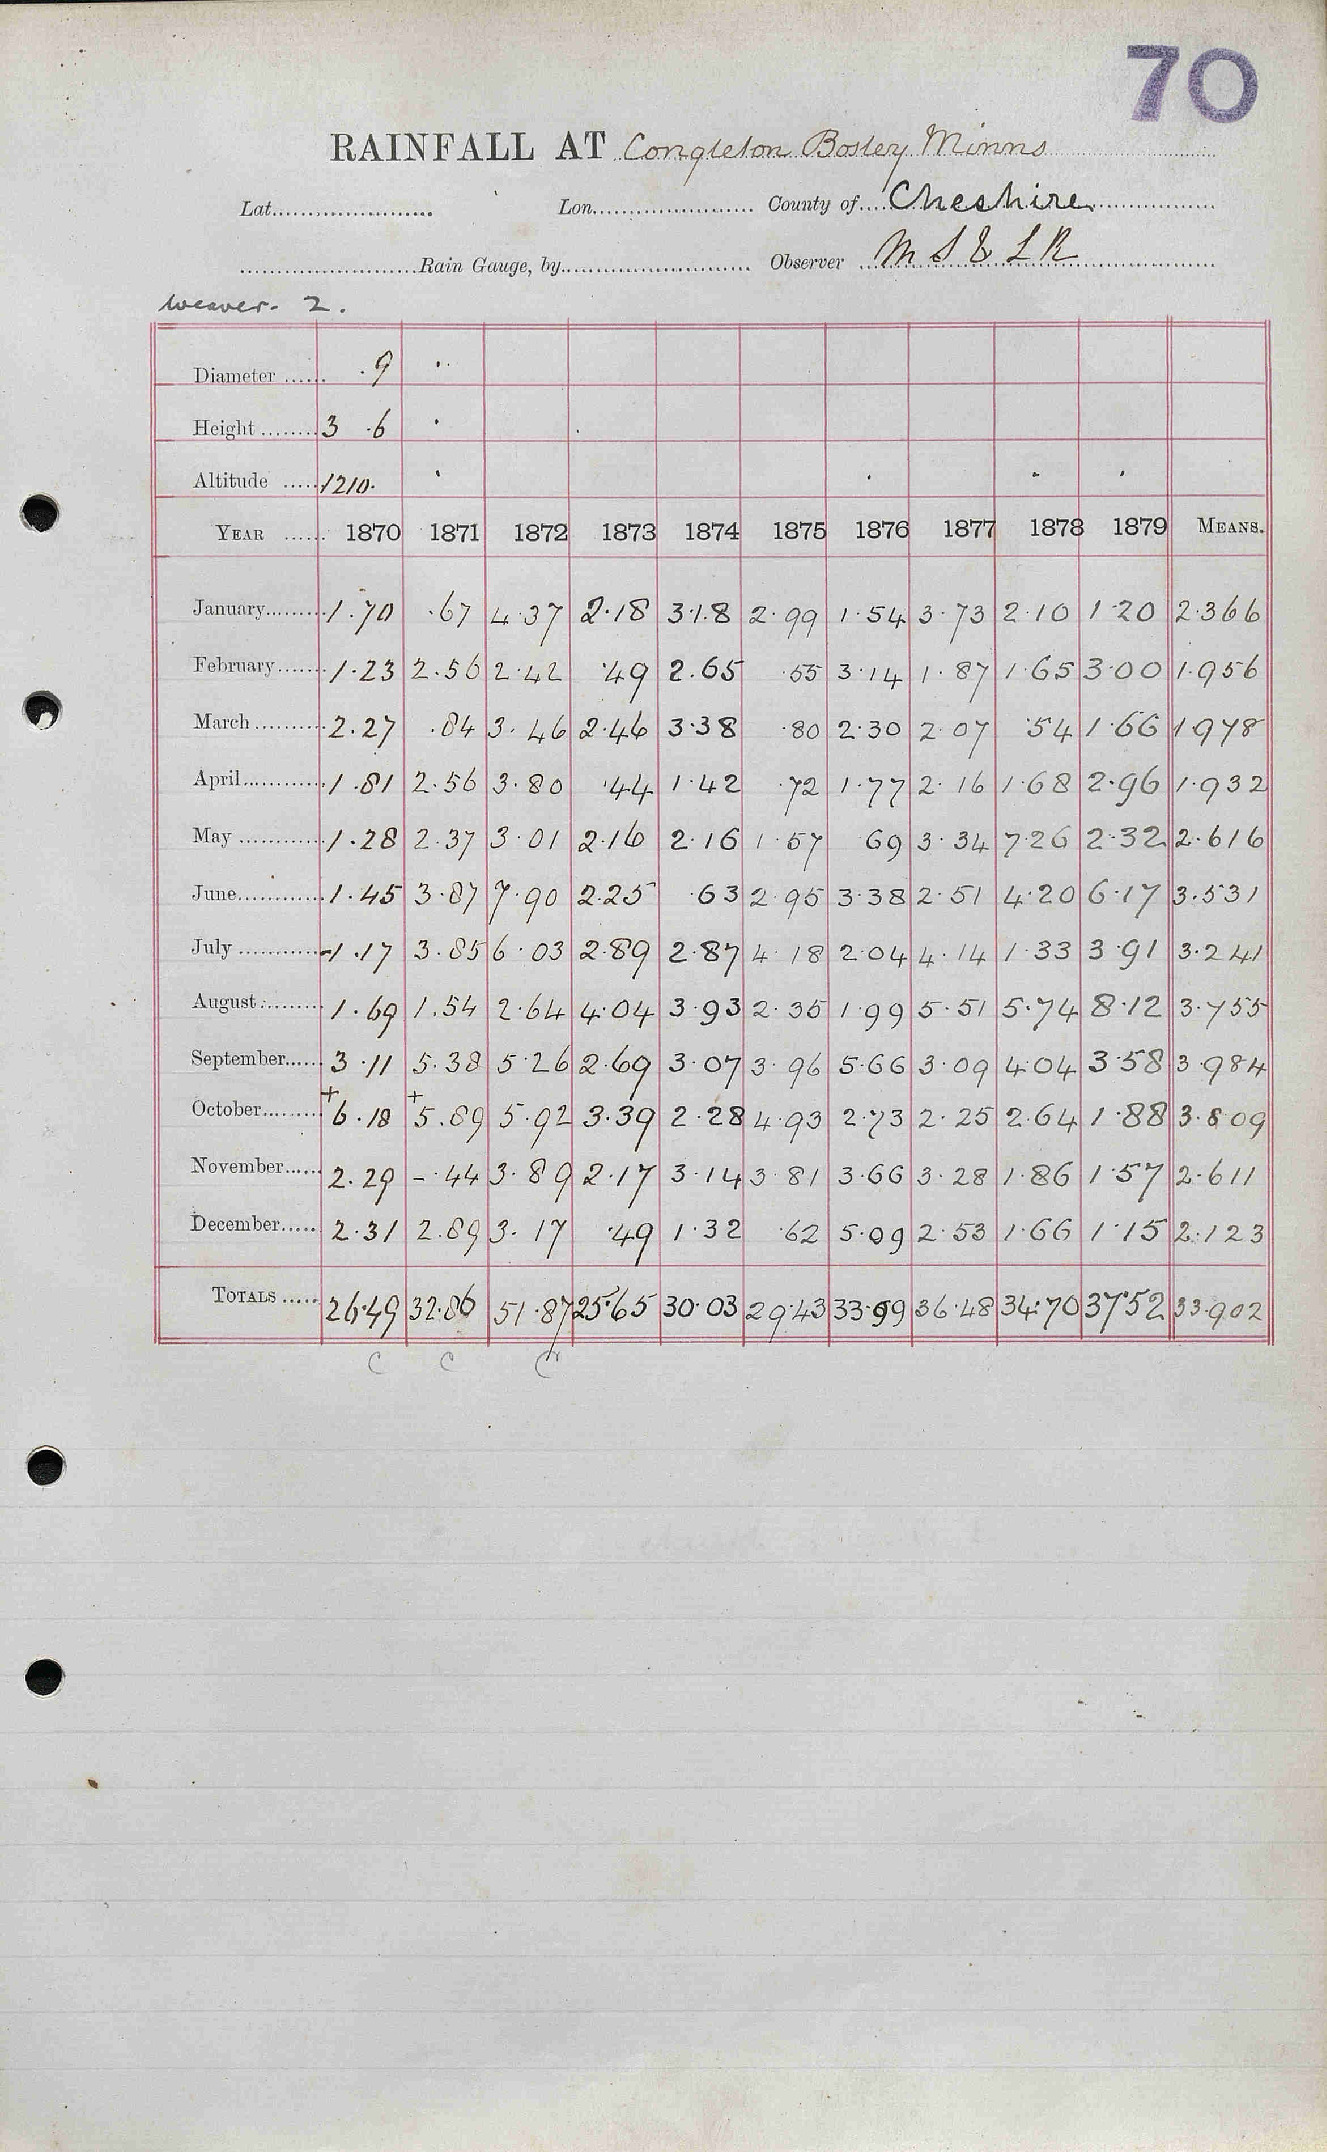 70
RAINFALL AT Congleton Bosley Minns
Lat. Lon. County of Cheshire
Rain Gauge, by Observer M S & L R
Weaver. 2.
Diameter ·9 ··
Height 3 ·6 ·
Altitude 1210· ·
YEAR 1870 1871 1872 1873 1874 1875 1876 1877 1878 1879 MEANS.
January 1·70 ·67 4·37 2·18 3·18 2·99 1·54 3·73 2·10 1·20 2·366
February 1·23 2·56 2·42 ·49 2·65 ·55 3·14 1·87 1·65 3·00 1·956
March 2·27 ·84 3·46 2·46 3·38 ·80 2·30 2·07 ·54 1·66 1·978
April 1·81 2·56 3·80 ·44 1·42 ·72 1·77 2·16 1·68 2·96 1·932
May 1·28 2·37 3·01 2·16 2·16 1·57 69 3·34 7·26 2·32 2·616
June 1·45 3·87 7·90 2·25 ·63 2·95 3·38 2·51 4·20 6·17 3·531
July -1·17 3·85 6·03 2·89 2·87 4·18 2·04 4·14 1·33 3·91 3·241
August 1·69 1·54 2·64 4·04 3·93 2·35 1·99 5·51 5·74 8·12 3·755
September 3·11 5·38 5·26 2·69 3·07 3·96 5·66 3·09 4·04 3·58 3·984
October +6·18 +5·89 5·92 3·39 2·28 4·93 2·73 2·25 2·64 1·88 3·809
November 2·29 -·44 3·89 2·17 3·14 3·81 3·66 3·28 1·86 1·57 2·611
December 2·31 2·89 3·17 ·49 1·32 ·62 5·09 2·53 1·66 1·15 2·123
TOTALS 26·49 32·86 51·87 25·65 30·03 29·43 33·99 36·48 34·70 37·52 33·902
C C C